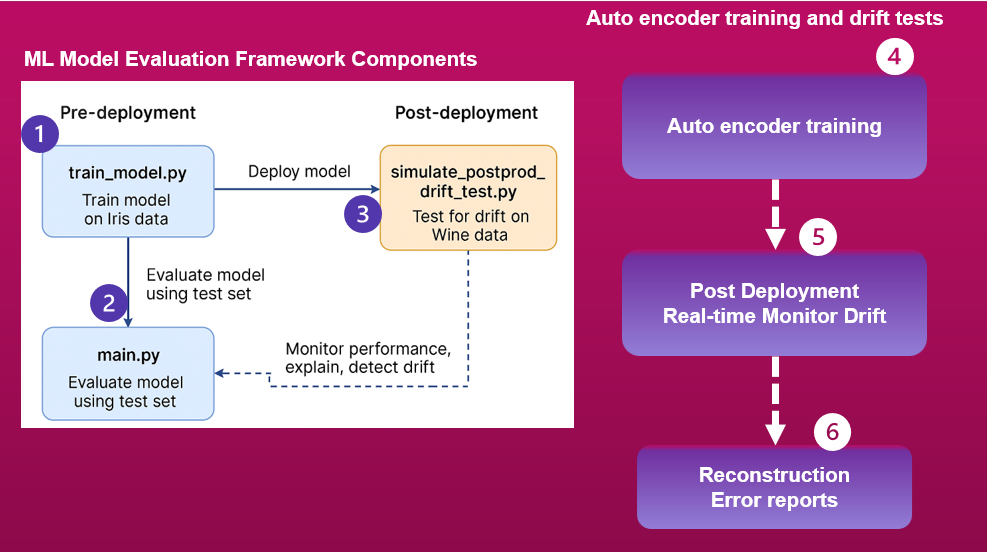 Auto encoder training and drift tests
ML Model Evaluation Framework Components
Pre-deployment
Post-deployment
1
train_model.py
Train model
on Iris data
Deploy model
simulate_postprod_
drift_test.py
Test for drift on
Wine data
3
Evaluate model
using test set
2
main.py
Evaluate model
using test set
Monitor performance,
explain, detect drift
4
Auto encoder training
5
Post Deployment
Real-time Monitor Drift
6
Reconstruction
Error reports